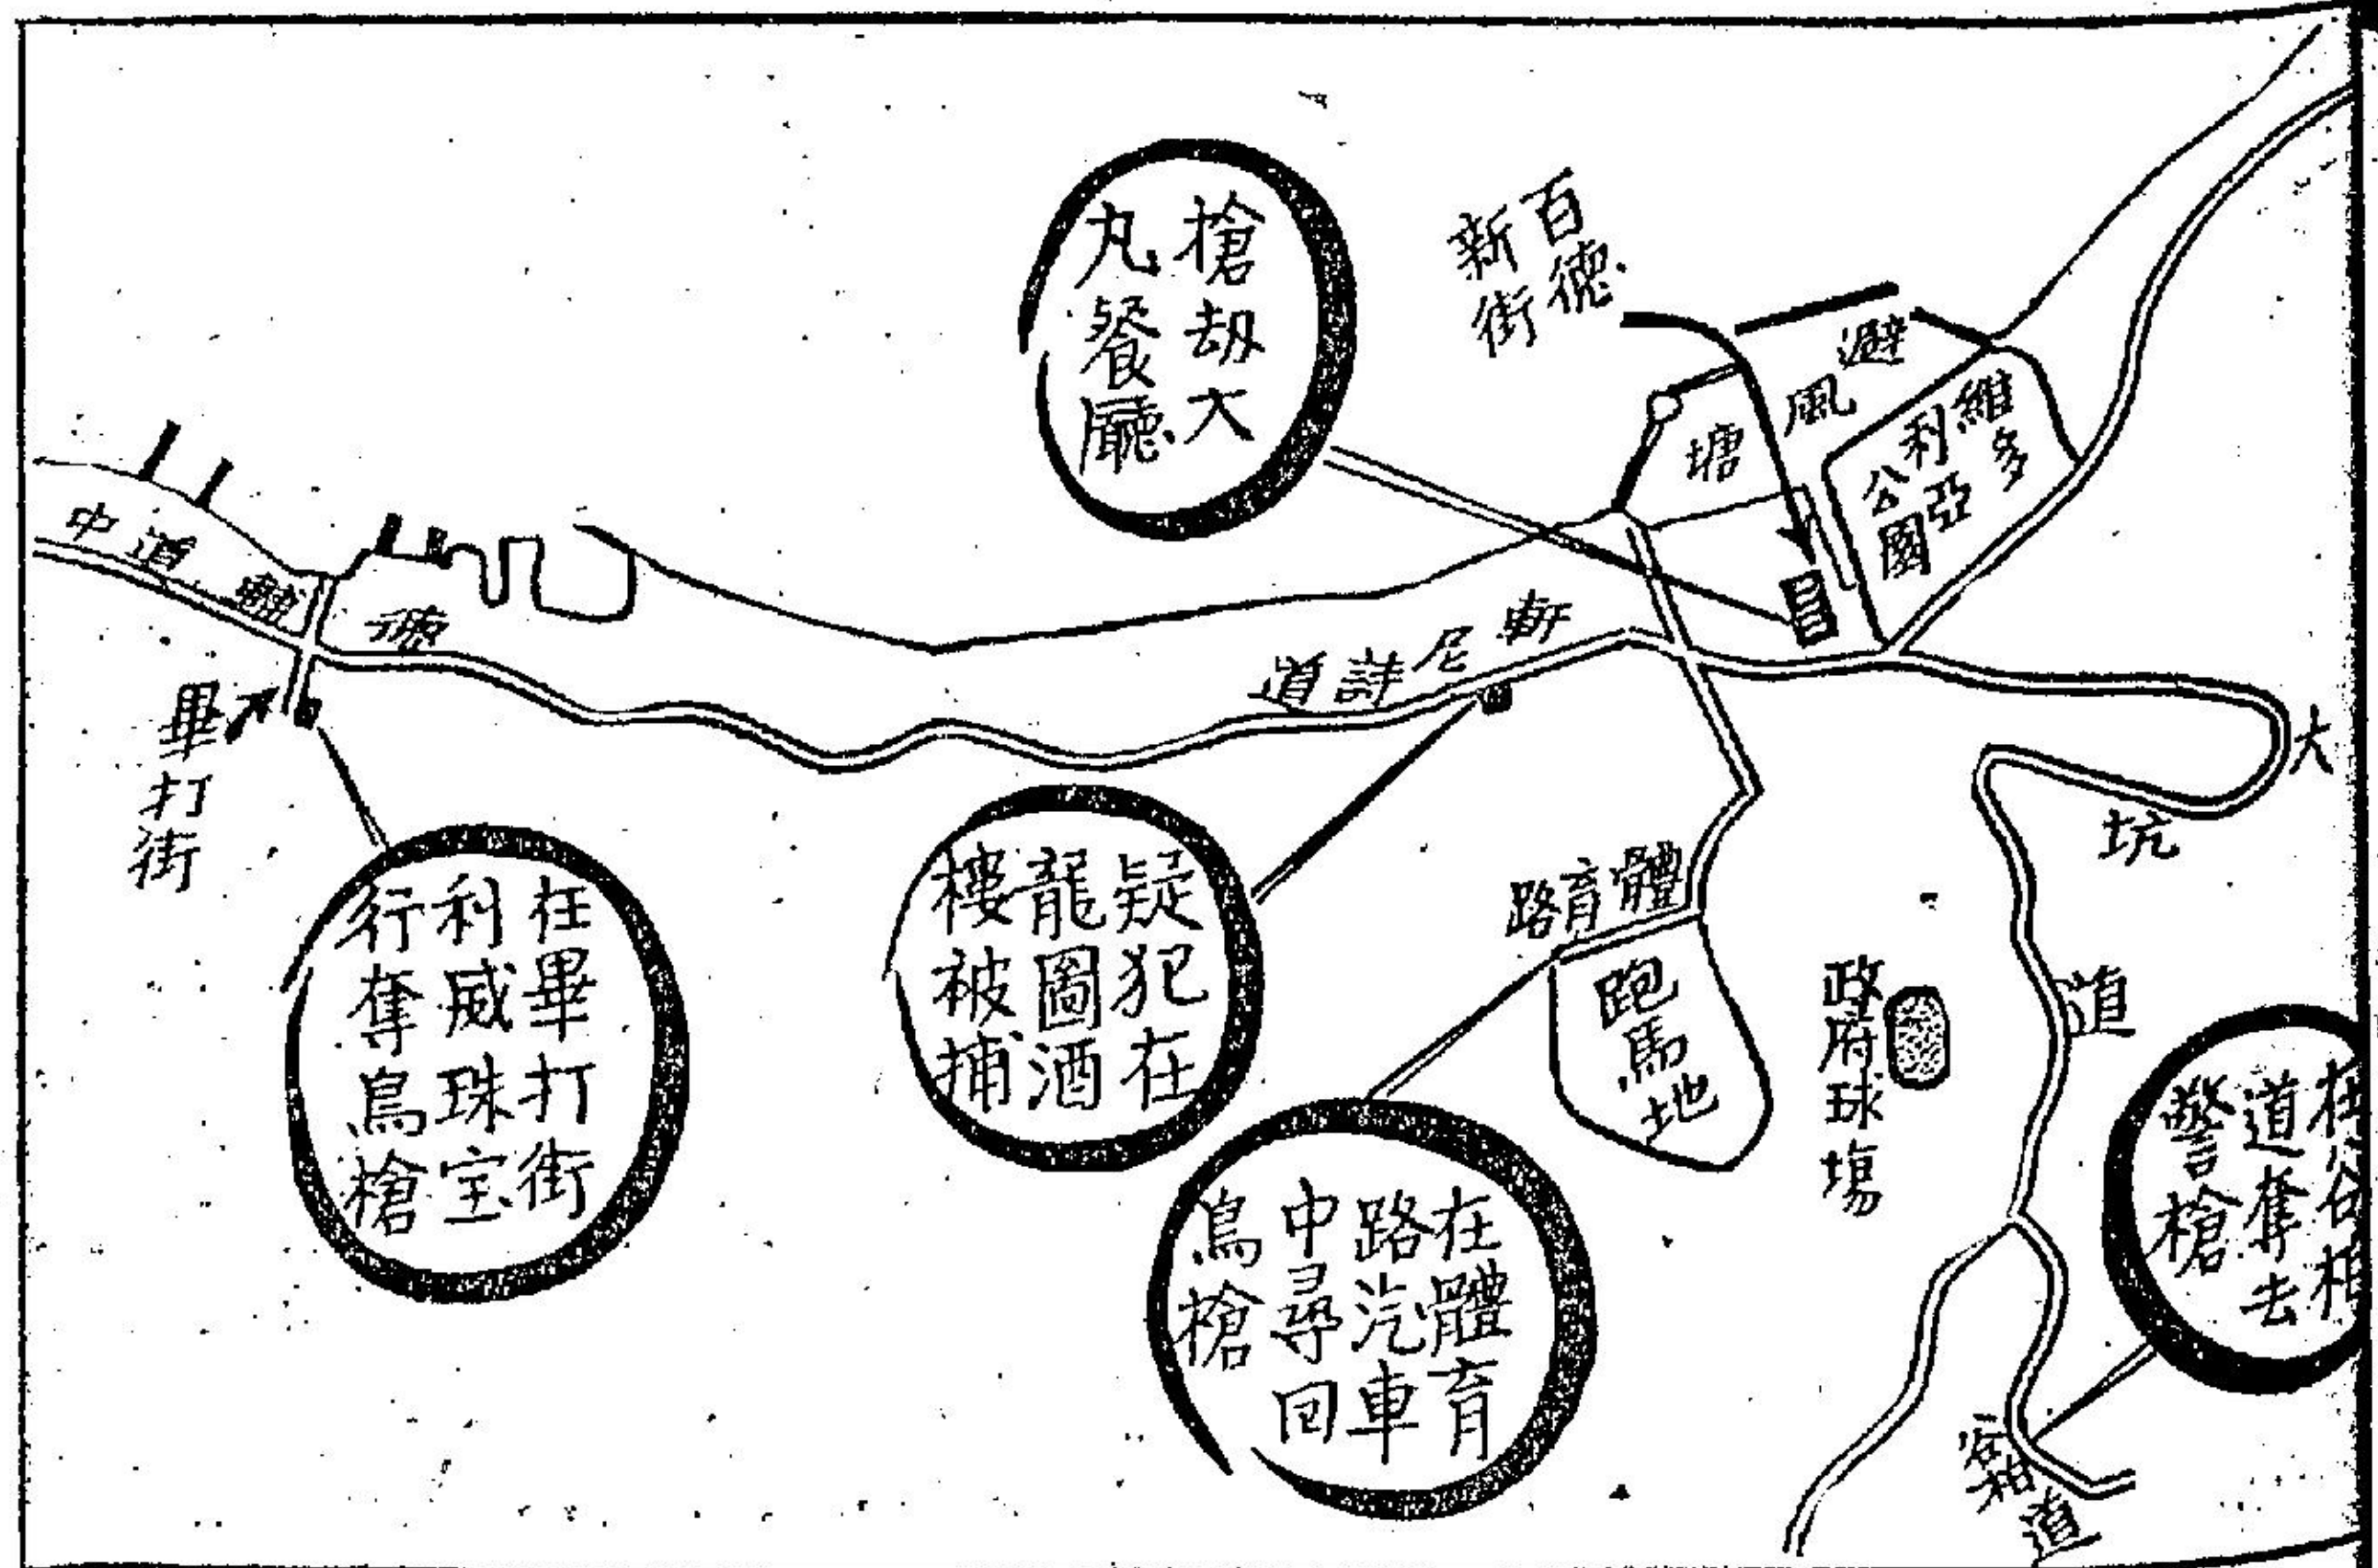 搶劫大
丸餐廳
百德
新街
避風塘
維多
利亞
公園
中
道
畢打街
軒尼詩道
大坑道
在畢打街
利威珠宝
行奪鳥槍
疑犯在
龍圖酒
樓被捕
體育路
跑馬地
政府球塲
在體育
路汽車
中尋回
鳥槍
道奪去
警槍
道